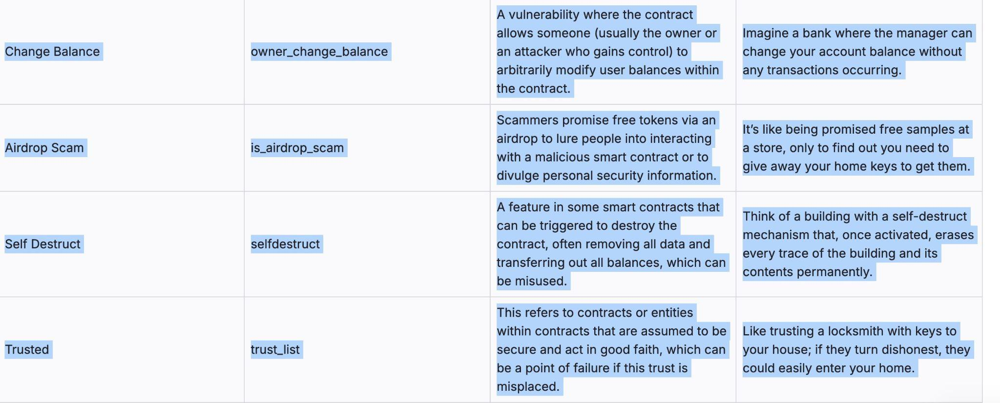 Change Balance
owner_change_balance
A vulnerability where the contract
allows someone (usually the owner or
an attacker who gains control) to
arbitrarily modify user balances within
the contract.
Imagine a bank where the manager can
change your account balance without
any transactions occurring.
Airdrop Scam
is_airdrop_scam
Scammers promise free tokens via an
airdrop to lure people into interacting
with a malicious smart contract or to
divulge personal security information.
It’s like being promised free samples at
a store, only to find out you need to
give away your home keys to get them.
Self Destruct
selfdestruct
A feature in some smart contracts that
can be triggered to destroy the
contract, often removing all data and
transferring out all balances, which can
be misused.
Think of a building with a self-destruct
mechanism that, once activated, erases
every trace of the building and its
contents permanently.
Trusted
trust_list
This refers to contracts or entities
within contracts that are assumed to be
secure and act in good faith, which can
be a point of failure if this trust is
misplaced.
Like trusting a locksmith with keys to
your house; if they turn dishonest, they
could easily enter your home.